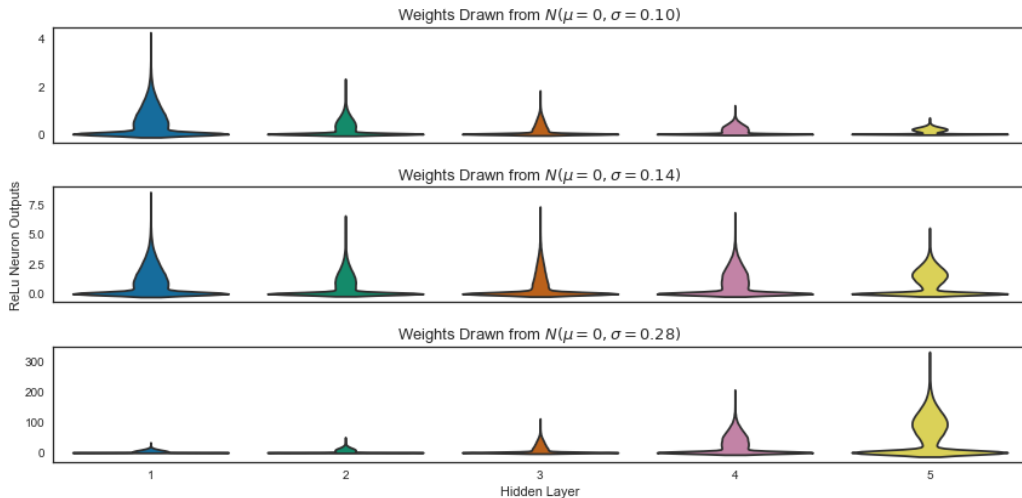 Weights Drawn from N(μ = 0, σ = 0.10)
4
2
0
Weights Drawn from N(μ = 0, σ = 0.14)
ReLu Neuron Outputs
7.5
5.0
2.5
0.0
Weights Drawn from N(μ = 0, σ = 0.28)
300
200
100
0
1 2 3 4 5
Hidden Layer